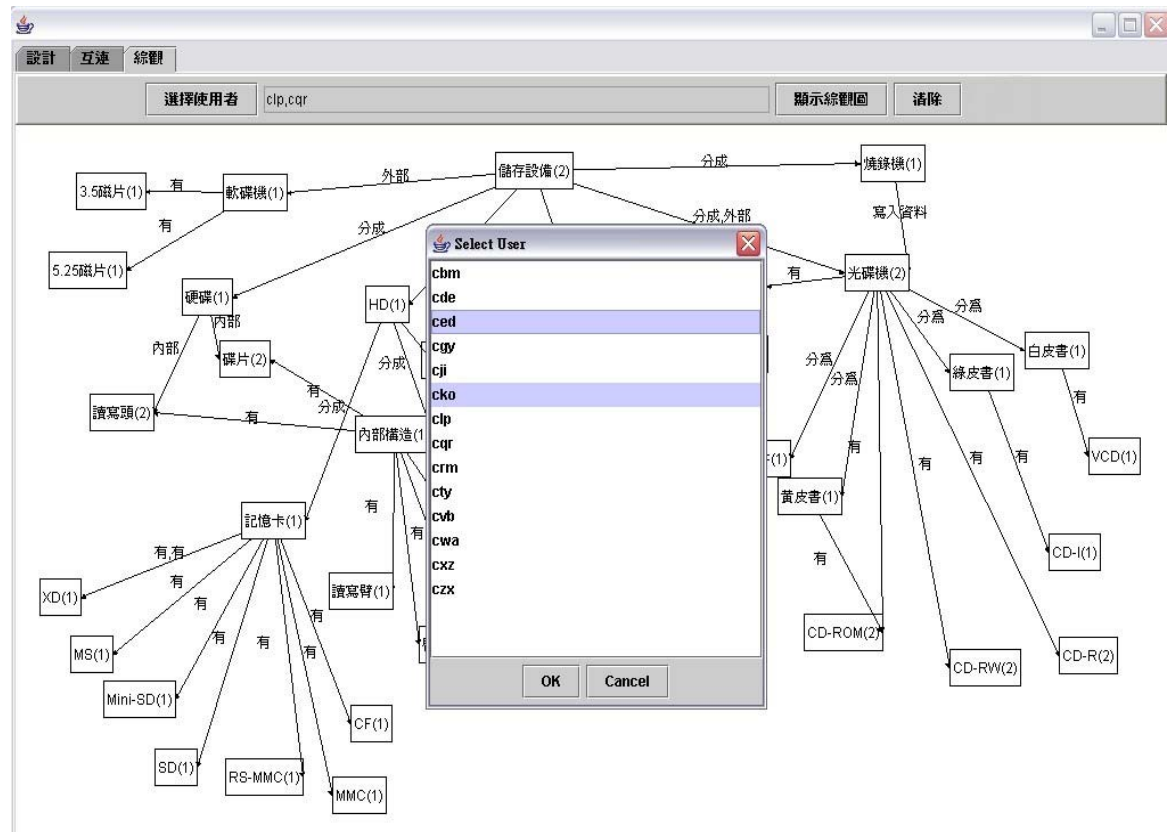 設計 互連 綜觀
選擇使用者 clp,cqr 顯示綜觀圖 清除
儲存設備(2)
分成
燒錄機(1)
外部
軟碟機(1)
有
3.5磁片(1)
有
5.25磁片(1)
分成
分成,外部
寫入資料
光碟機(2)
有
硬碟(1)
內部
內部
碟片(2)
讀寫頭(2)
HD(1)
分成
分成
有
有
內部構造(1
有
有
讀寫臂(1)
記憶卡(1)
有,有
有
有
有
有
有
有
XD(1)
MS(1)
Mini-SD(1)
SD(1)
RS-MMC(1)
MMC(1)
CF(1)
分為
分為
分為
分為
白皮書(1)
綠皮書(1)
黃皮書(1)
(1)
有
有
有
有
有
有
有
VCD(1)
CD-I(1)
CD-ROM(2)
CD-RW(2)
CD-R(2)
Select User
cbm
cde
ced
cgy
cji
cko
clp
cqr
crm
cty
cvb
cwa
cxz
czx
OK Cancel